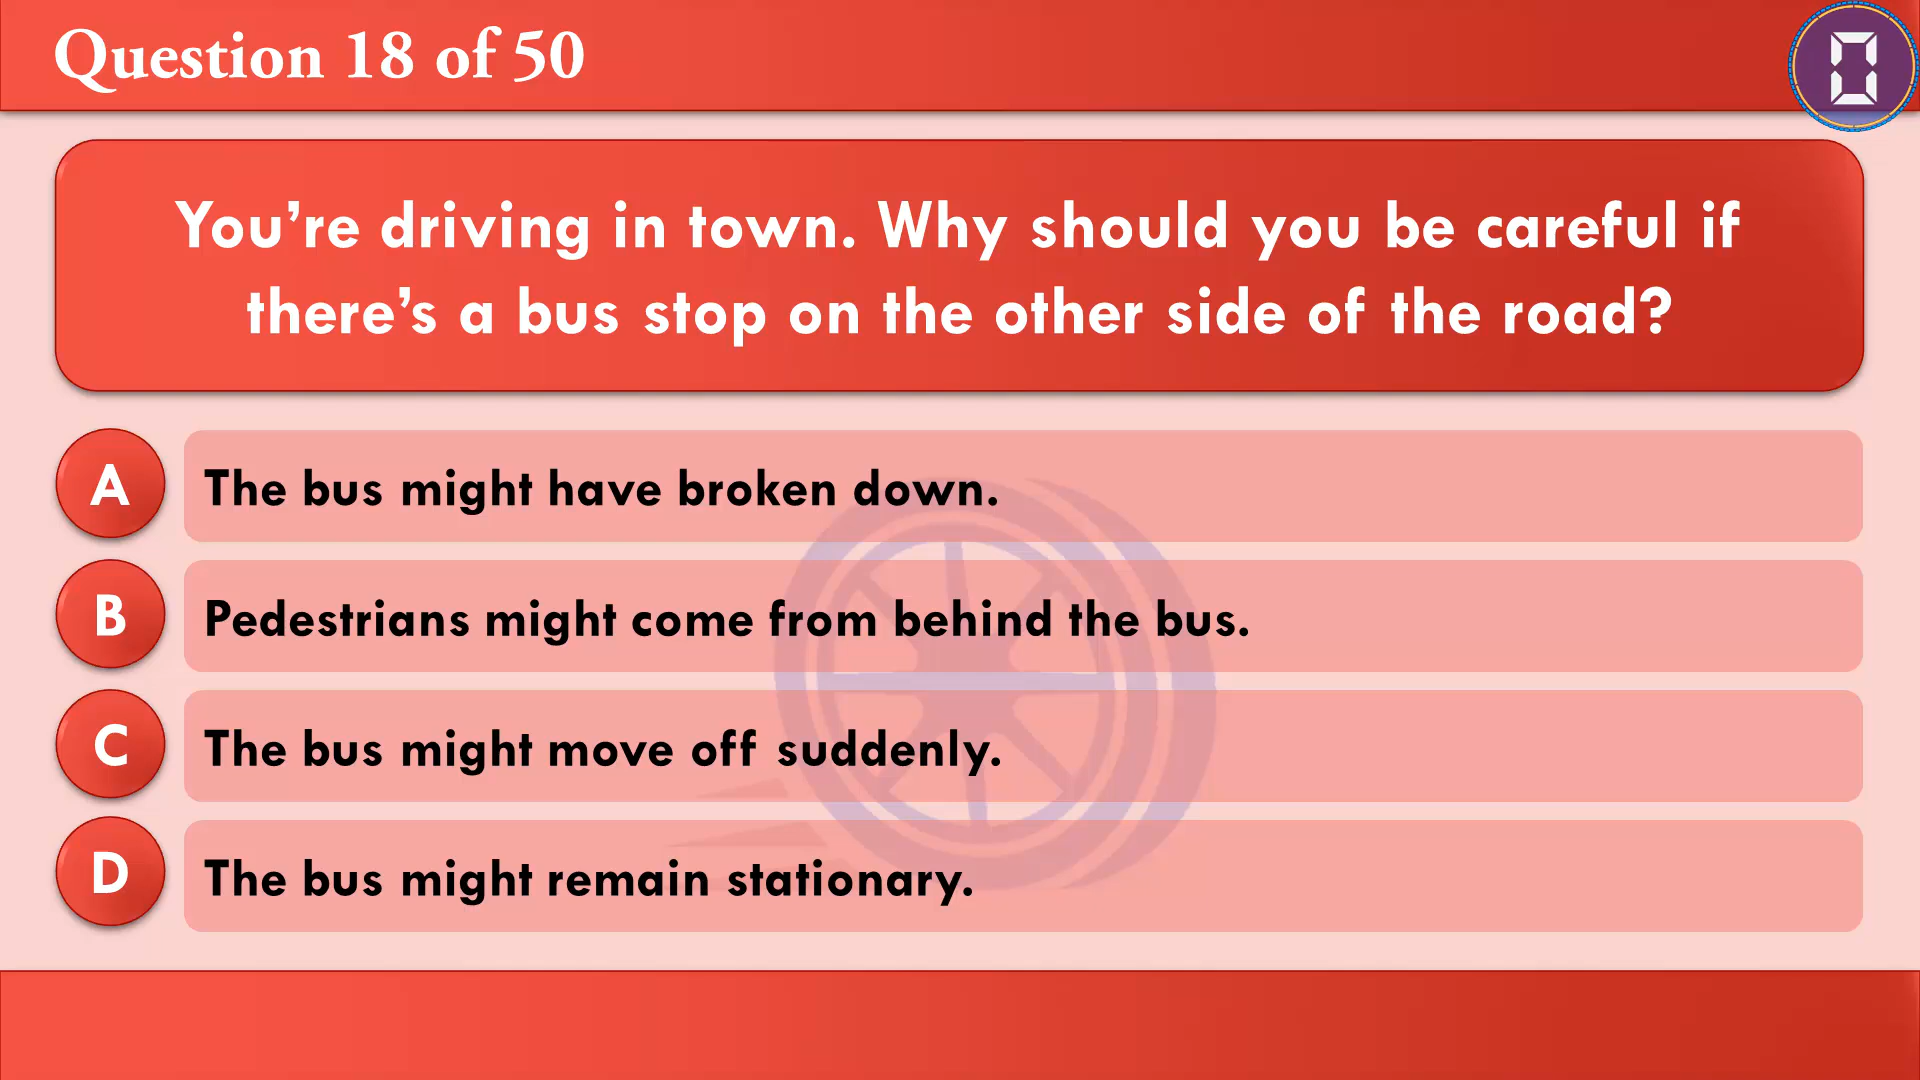 Question 18 of 50
0
You’re driving in town. Why should you be careful if
there’s a bus stop on the other side of the road?
A
The bus might have broken down.
B
Pedestrians might come from behind the bus.
C
The bus might move off suddenly.
D
The bus might remain stationary.